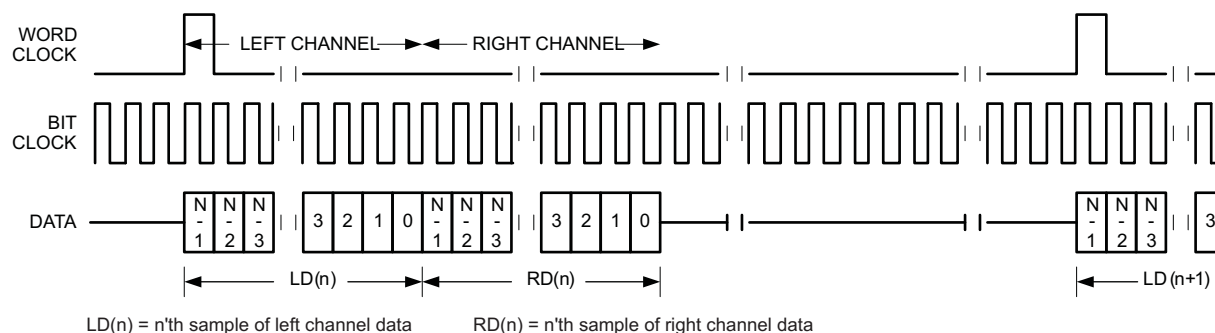 WORD
CLOCK
LEFT CHANNEL
RIGHT CHANNEL
BIT
CLOCK
DATA
N-1 N-2 N-3 3 2 1 0 N-1 N-2 N-3 3 2 1 0 N-1 N-2 N-3 3
LD(n)
RD(n)
LD(n+1)
LD(n) = n'th sample of left channel data
RD(n) = n'th sample of right channel data